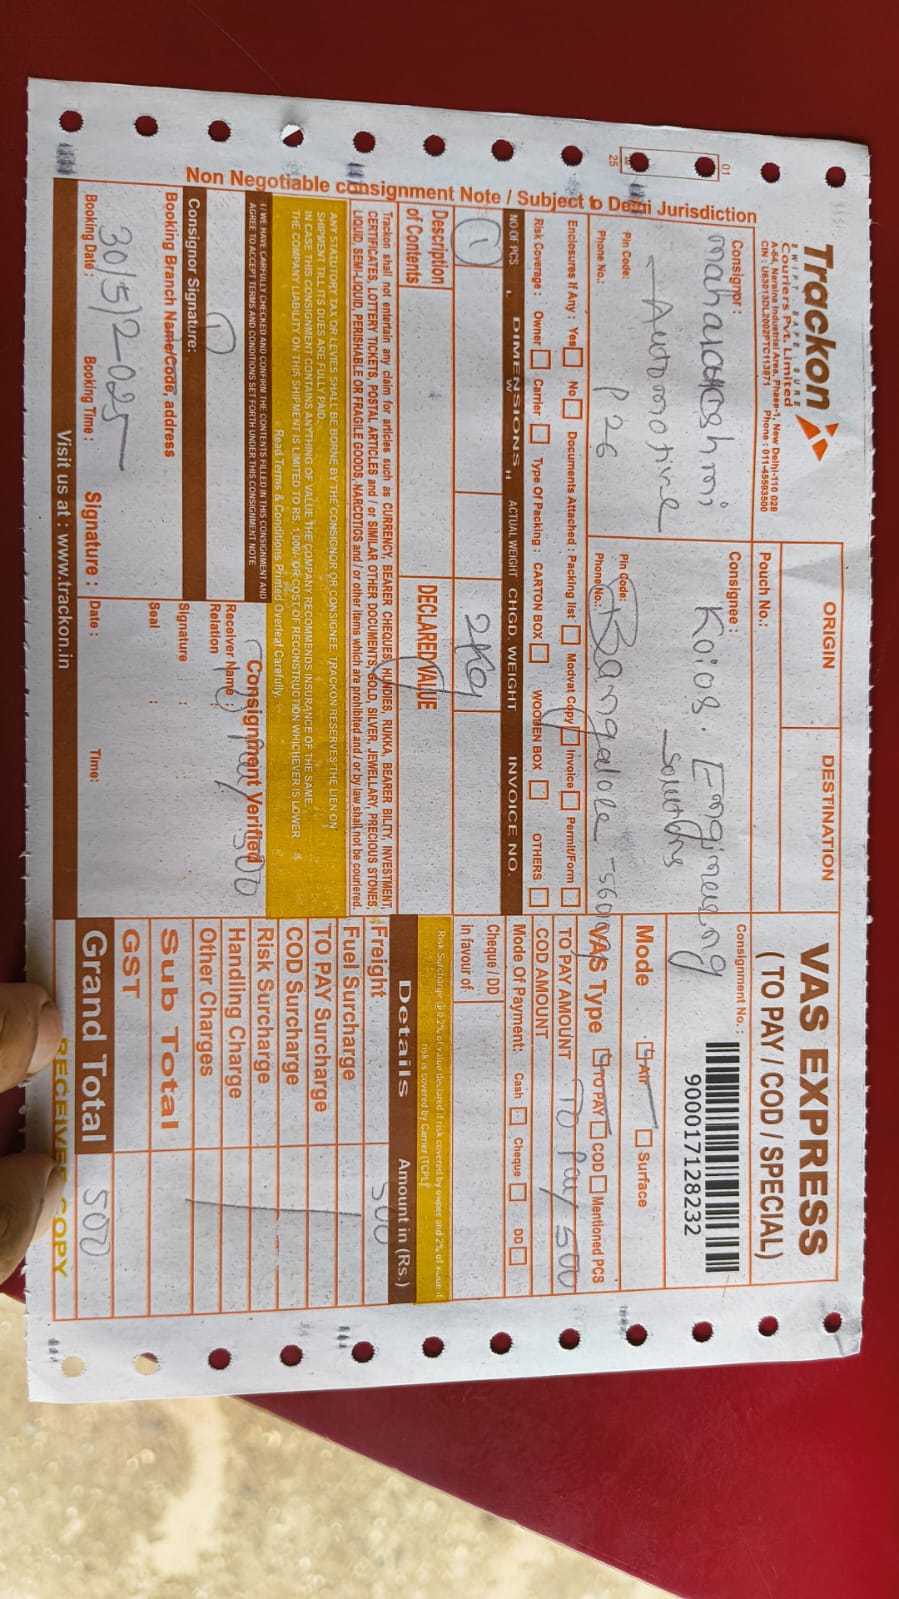 Trackon
SWIFT SAFE SURE
Couriers Pvt. Limited
A-64, Naraina Industrial Area, Phase-1, New Delhi-110 028
CIN : U63013DL2002PTC113871 Phone : 011-45593500
ORIGIN DESTINATION
Pouch No.:
VAS EXPRESS
( TO PAY / COD / SPECIAL)
Non Negotiable consignment Note / Subject to Delhi Jurisdiction
01
25
Consignor :
Automotive
Pin Code:
P 26
Phone No.:
Consignee :
Koios. Engineering
Solutions
Pin Code:
Bangalore
Phone No.:
Consignment No. :
900017128232
Mode Air Surface
VAS Type TO PAY COD Mentioned PCS
TO PAY AMOUNT TO Pay 500
COD AMOUNT
Mode Of Payment: Cash Cheque DD
Cheque / DD
in favour of
Enclosures If Any : Yes No Documents Attached : Packing list Modvat Copy Invoice Permit/Form
Risk Coverage : Owner Carrier Type Of Packing : CARTON BOX WOODEN BOX OTHERS
NO OF PCS. DIMENSIONS ACTUAL WEIGHT CHGD. WEIGHT INVOICE NO.
L W H
1 2Kg
Description
of Contents
DECLARED VALUE
Risk Surcharge @ 0.2% of value declared if risk covered by owner and 2% of value if
risk is covered by Carrier (TCPL)
Trackon shall not entertain any claim for articles such as CURRENCY, BEARER CHEQUES, HUNDIES, RUKKA, BEARER BILITY, INVESTMENT,
CERTIFICATES, LOTTERY TICKETS, POSTAL ARTICLES and / or SIMILAR OTHER DOCUMENTS, GOLD, SILVER, JEWELLARY, PRECIOUS STONES,
LIQUID, SEMI-LIQUID, PERISHABLE OR FRAGILE GOODS, NARCOTICS and / or other items which are prohibited and / or by law shall not be couriered.
ANY STATUTORY TAX OR LEVIES SHALL BE BORNE BY THE CONSIGNOR OR CONSIGNEE. TRACKON RESERVES THE LIEN ON
SHIPMENT TILL ITS DUES ARE FULLY PAID.
IN CASE THIS CONSIGNMENT CONTAINS ANYTHING OF VALUE THE COMPANY RECOMMENDS INSURANCE OF THE SAME.
THE COMPANY LIABILITY ON THIS SHIPMENT IS LIMITED TO RS. 1,000/- OR COST OF RECONSTRUCTION WHICHEVER IS LOWER
Read Terms & Conditions Printed Overleaf Carefully.
I / WE HAVE CARFULLY CHECKED AND CONFIRM THE CONTENTS FILLED IN THIS CONSIGNMENT AND
AGREE TO ACCEPT TERMS AND CONDITIONS SET FORTH UNDER THIS CONSIGNMENT NOTE
Consignor Signature:
Booking Branch Name/Code, address
30/5/2025
Booking Date : Booking Time : Signature :
Consignment Verified
To Pay 500
Receiver Name :
Relation :
Signature :
Seal :
Date : Time:
Details Amount in (Rs.)
Freight 500
Fuel Surcharge
TO PAY Surcharge
COD Surcharge
Risk Surcharge
Handling Charge
Other Charges
Sub Total
GST
Grand Total 500
Visit us at : www.trackon.in
RECEIVER COPY